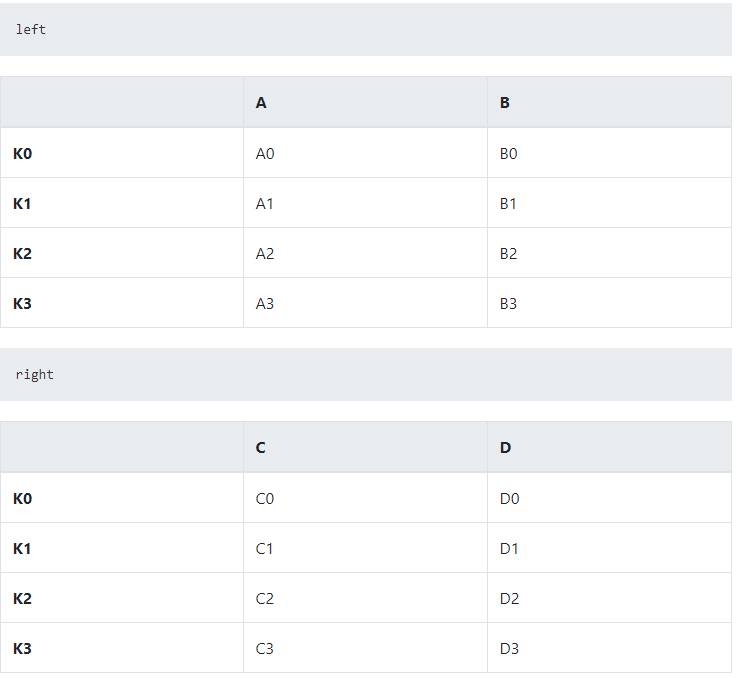 left
A B
K0 A0 B0
K1 A1 B1
K2 A2 B2
K3 A3 B3
right
C D
K0 C0 D0
K1 C1 D1
K2 C2 D2
K3 C3 D3